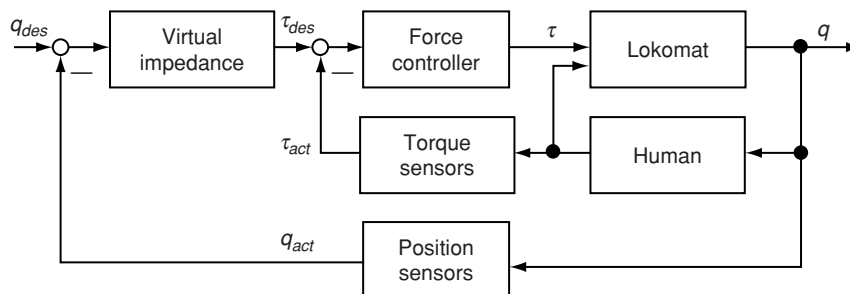 q_des
Virtual
impedance
τ_des
Force
controller
τ
Lokomat
q
τ_act
Torque
sensors
Human
q_act
Position
sensors